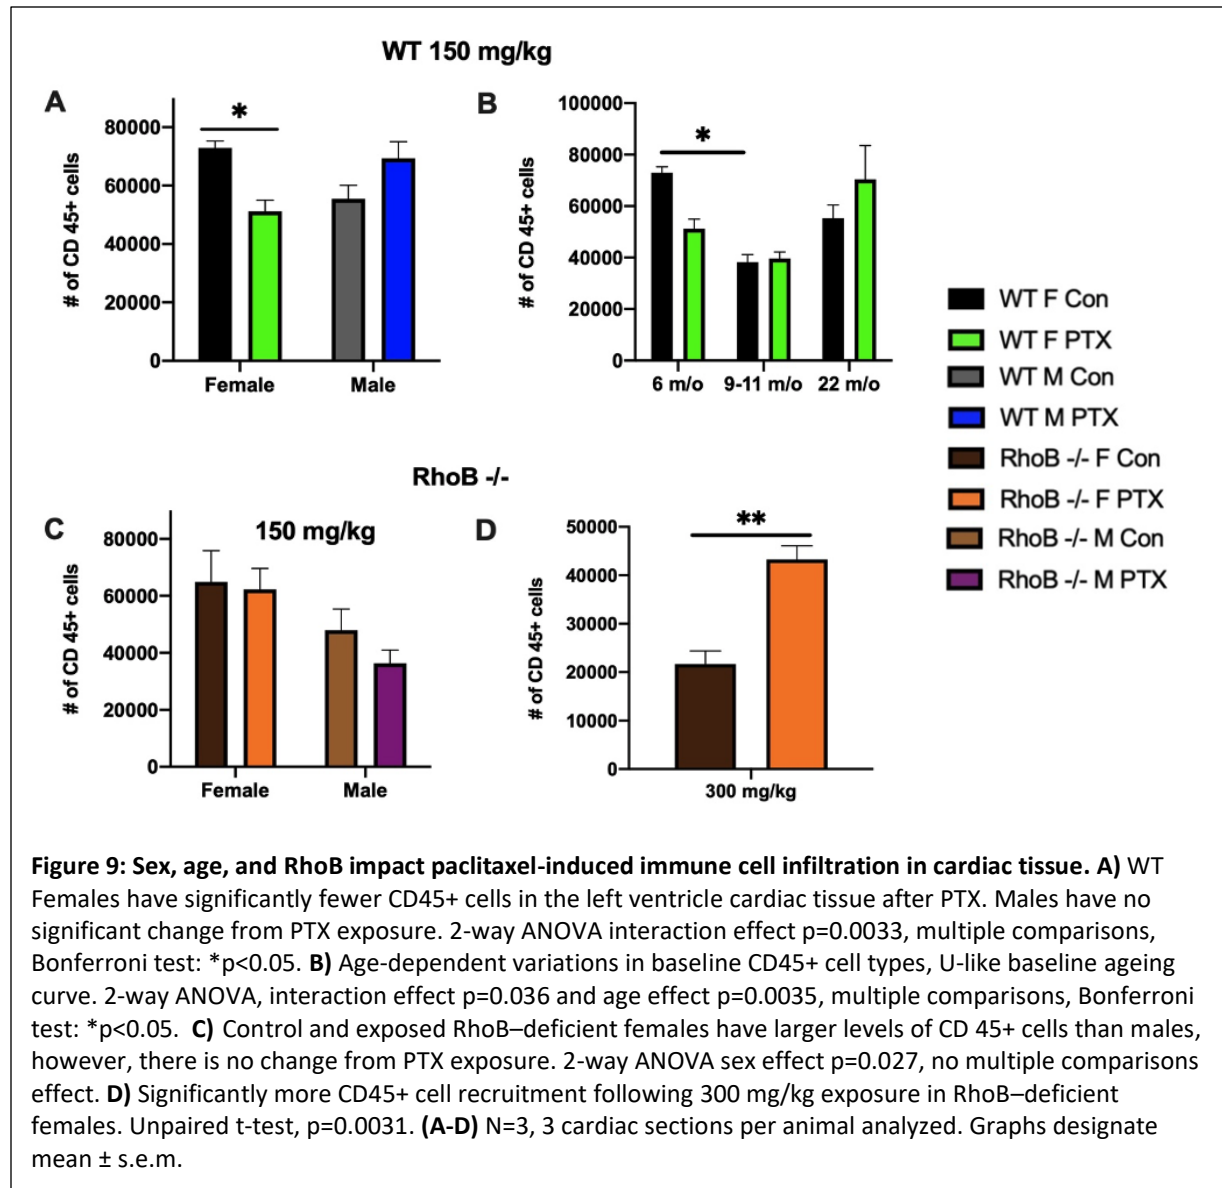 WT 150 mg/kg
A
*
# of CD 45+ cells
80000
60000
40000
20000
0
Female
Male
B
*
# of CD 45+ cells
100000
80000
60000
40000
20000
0
6 m/o
9-11 m/o
22 m/o
WT F Con
WT F PTX
WT M Con
WT M PTX
RhoB -/- F Con
RhoB -/- F PTX
RhoB -/- M Con
RhoB -/- M PTX
RhoB -/-
C
150 mg/kg
# of CD 45+ cells
80000
60000
40000
20000
0
Female
Male
D
**
# of CD 45+ cells
50000
40000
30000
20000
10000
0
300 mg/kg
Figure 9: Sex, age, and RhoB impact paclitaxel-induced immune cell infiltration in cardiac tissue. A) WT
Females have significantly fewer CD45+ cells in the left ventricle cardiac tissue after PTX. Males have no
significant change from PTX exposure. 2-way ANOVA interaction effect p=0.0033, multiple comparisons,
Bonferroni test: *p<0.05. B) Age-dependent variations in baseline CD45+ cell types, U-like baseline ageing
curve. 2-way ANOVA, interaction effect p=0.036 and age effect p=0.0035, multiple comparisons, Bonferroni
test: *p<0.05. C) Control and exposed RhoB–deficient females have larger levels of CD 45+ cells than males,
however, there is no change from PTX exposure. 2-way ANOVA sex effect p=0.027, no multiple comparisons
effect. D) Significantly more CD45+ cell recruitment following 300 mg/kg exposure in RhoB–deficient
females. Unpaired t-test, p=0.0031. (A-D) N=3, 3 cardiac sections per animal analyzed. Graphs designate
mean ± s.e.m.